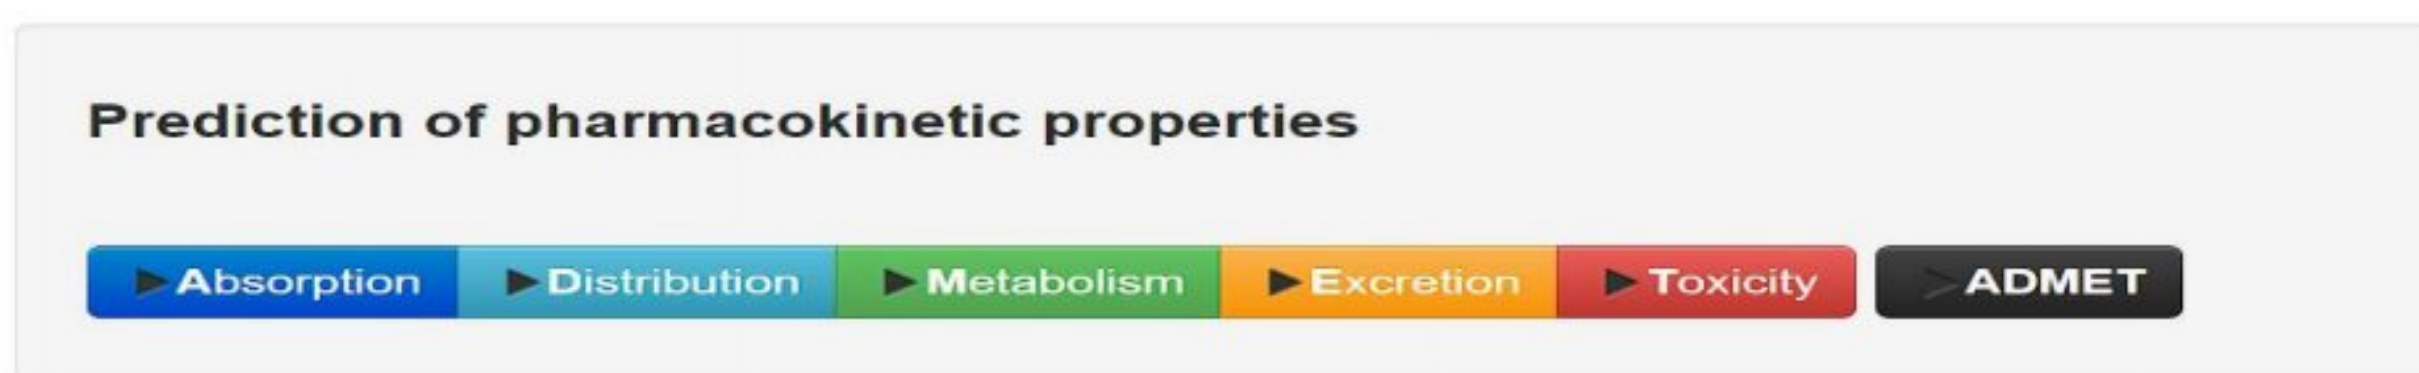 Prediction of pharmacokinetic properties
Absorption Distribution Metabolism Excretion Toxicity ADMET